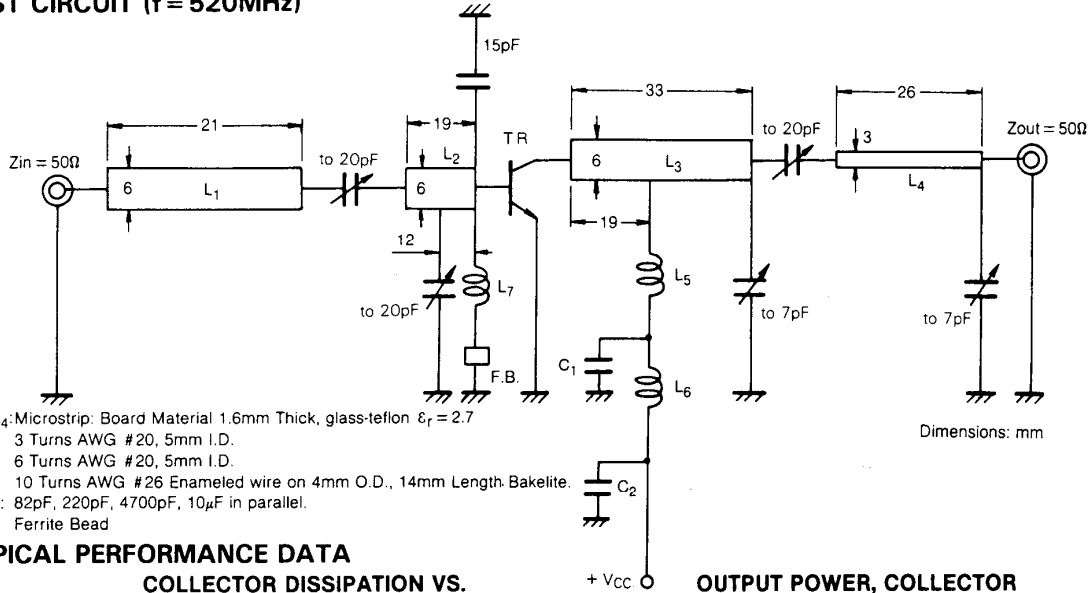 ST CIRCUIT (f = 520MHz)
15pF
33
26
21
19
TR
to 20pF
3
Zout = 50Ω
Zin = 50Ω
to 20pF
L2
6
L1
6
6
L3
L4
12
19
L7
L5
to 20pF
to 7pF
to 7pF
C1
F.B.
L6
4:Microstrip: Board Material 1.6mm Thick, glass-teflon εr = 2.7
Dimensions: mm
3 Turns AWG #20, 5mm I.D.
6 Turns AWG #20, 5mm I.D.
10 Turns AWG #26 Enameled wire on 4mm O.D., 14mm Length Bakelite.
C2
: 82pF, 220pF, 4700pF, 10μF in parallel.
Ferrite Bead
PICAL PERFORMANCE DATA
COLLECTOR DISSIPATION VS.
+ Vcc
OUTPUT POWER, COLLECTOR